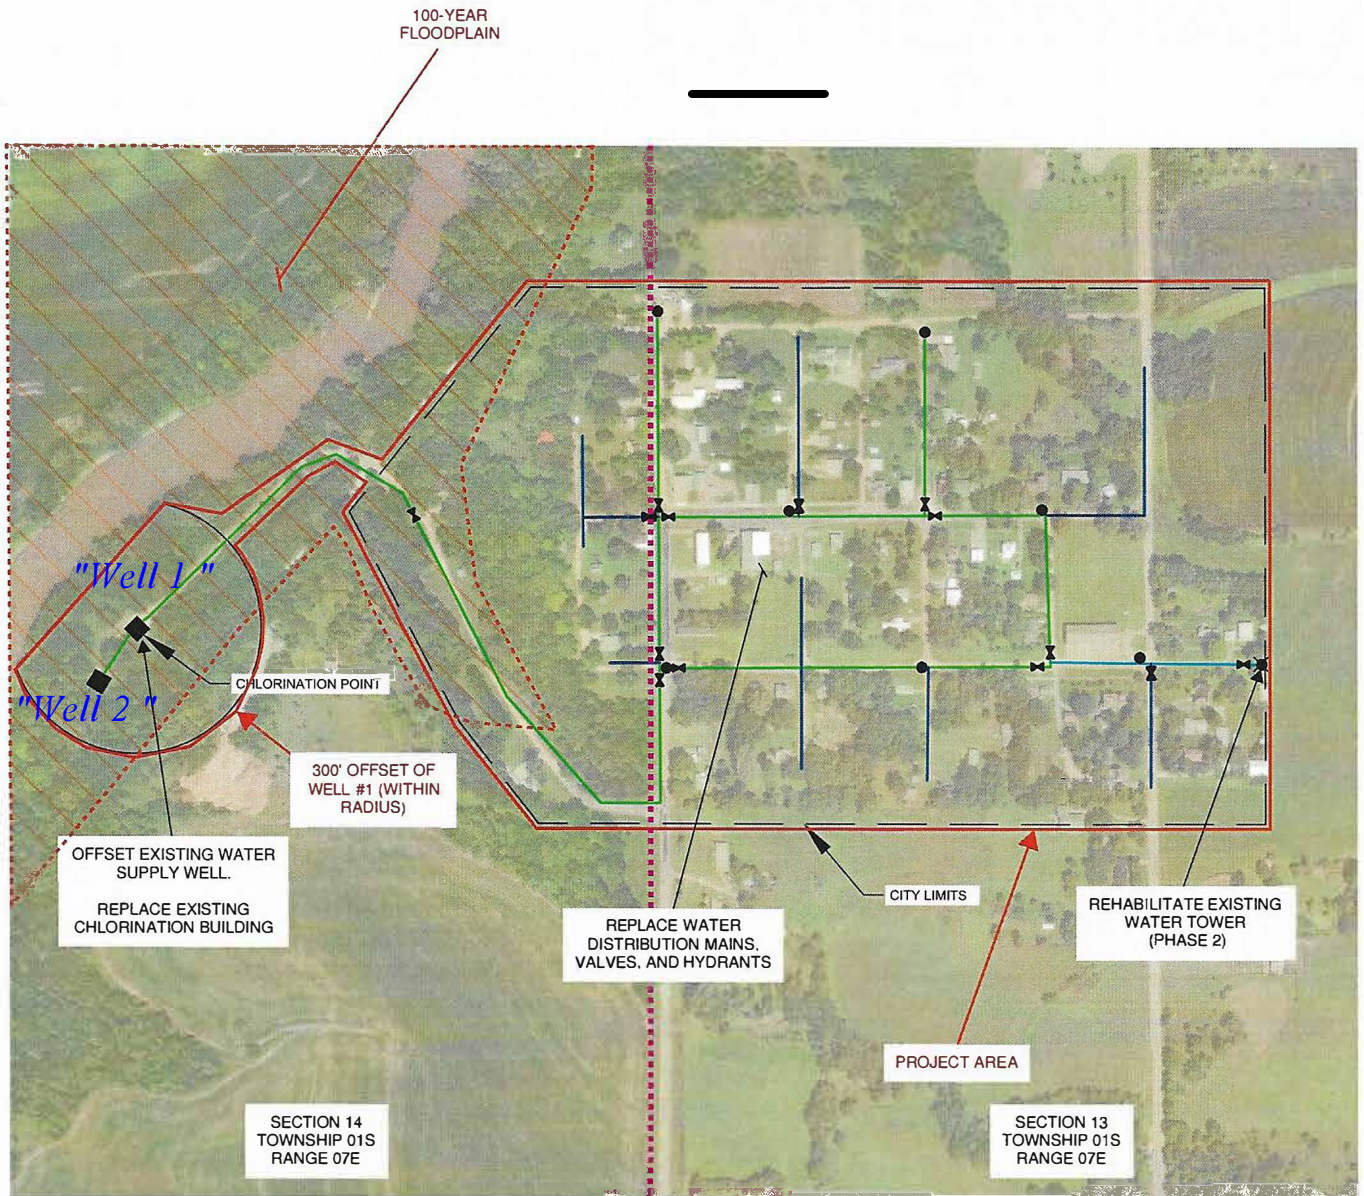 100-YEAR
FLOODPLAIN
"Well 1 "
CHLORINATION POINT
"Well 2 "
300' OFFSET OF
WELL #1 (WITHIN
RADIUS)
OFFSET EXISTING WATER
SUPPLY WELL.
REPLACE EXISTING
CHLORINATION BUILDING
REPLACE WATER
DISTRIBUTION MAINS,
VALVES, AND HYDRANTS
CITY LIMITS
REHABILITATE EXISTING
WATER TOWER
(PHASE 2)
PROJECT AREA
SECTION 14
TOWNSHIP 01S
RANGE 07E
SECTION 13
TOWNSHIP 01S
RANGE 07E